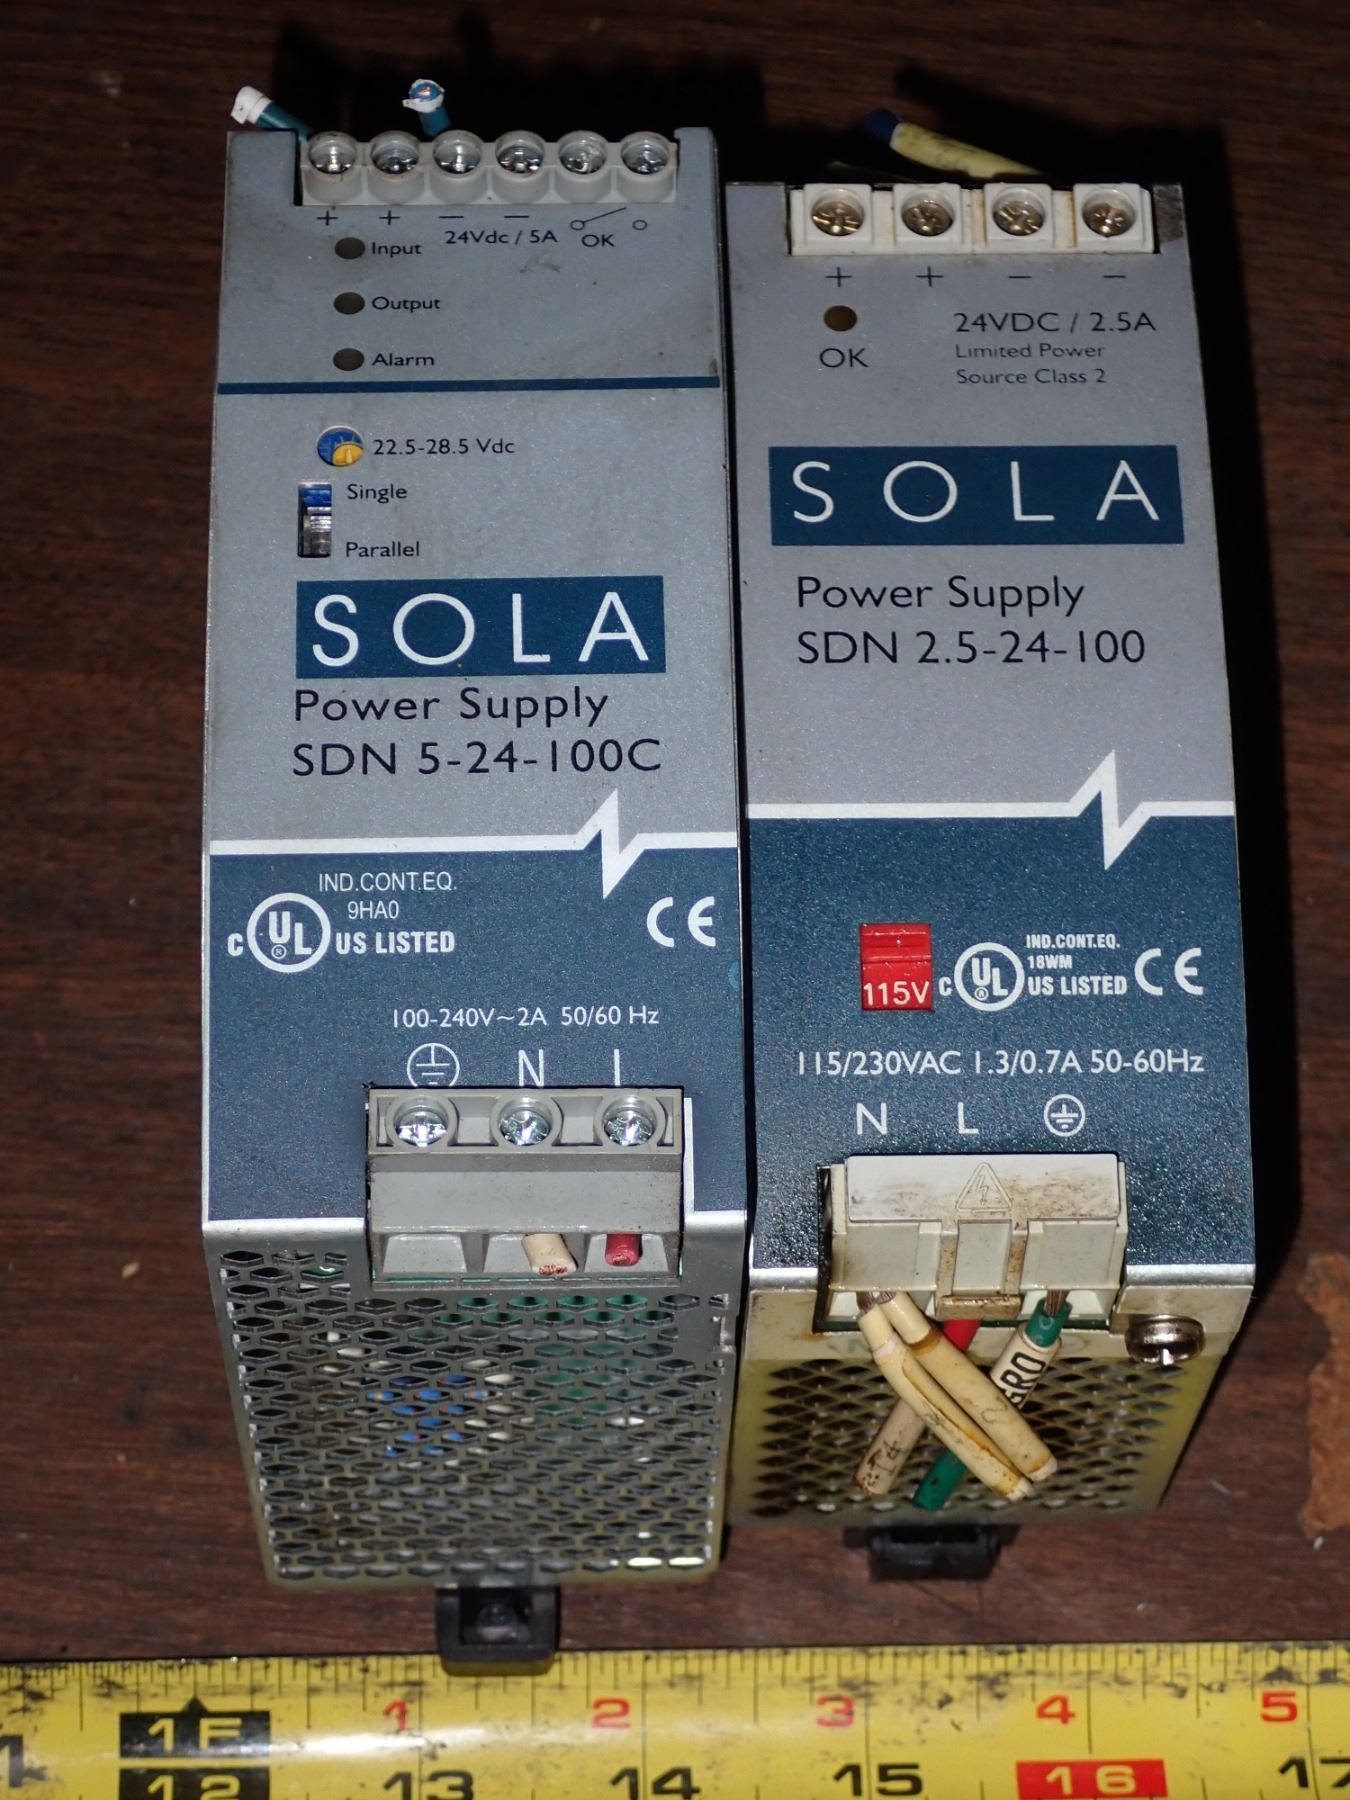 + + — — OK
24Vdc / 5A
Input
Output
Alarm
22.5-28.5 Vdc
Single
Parallel
SOLA
Power Supply
SDN 5-24-100C
IND.CONT.EQ.
9HA0
C UL ® US LISTED CE
100-240V~2A 50/60 Hz
N L
+ + — —
24VDC / 2.5A
OK
Limited Power
Source Class 2
SOLA
Power Supply
SDN 2.5-24-100
115V
IND.CONT.EQ.
18WM
C UL ® US LISTED CE
115/230VAC 1.3/0.7A 50-60Hz
N L
GRD
1F 1 2 3 4 5
12 13 14 15 16 17